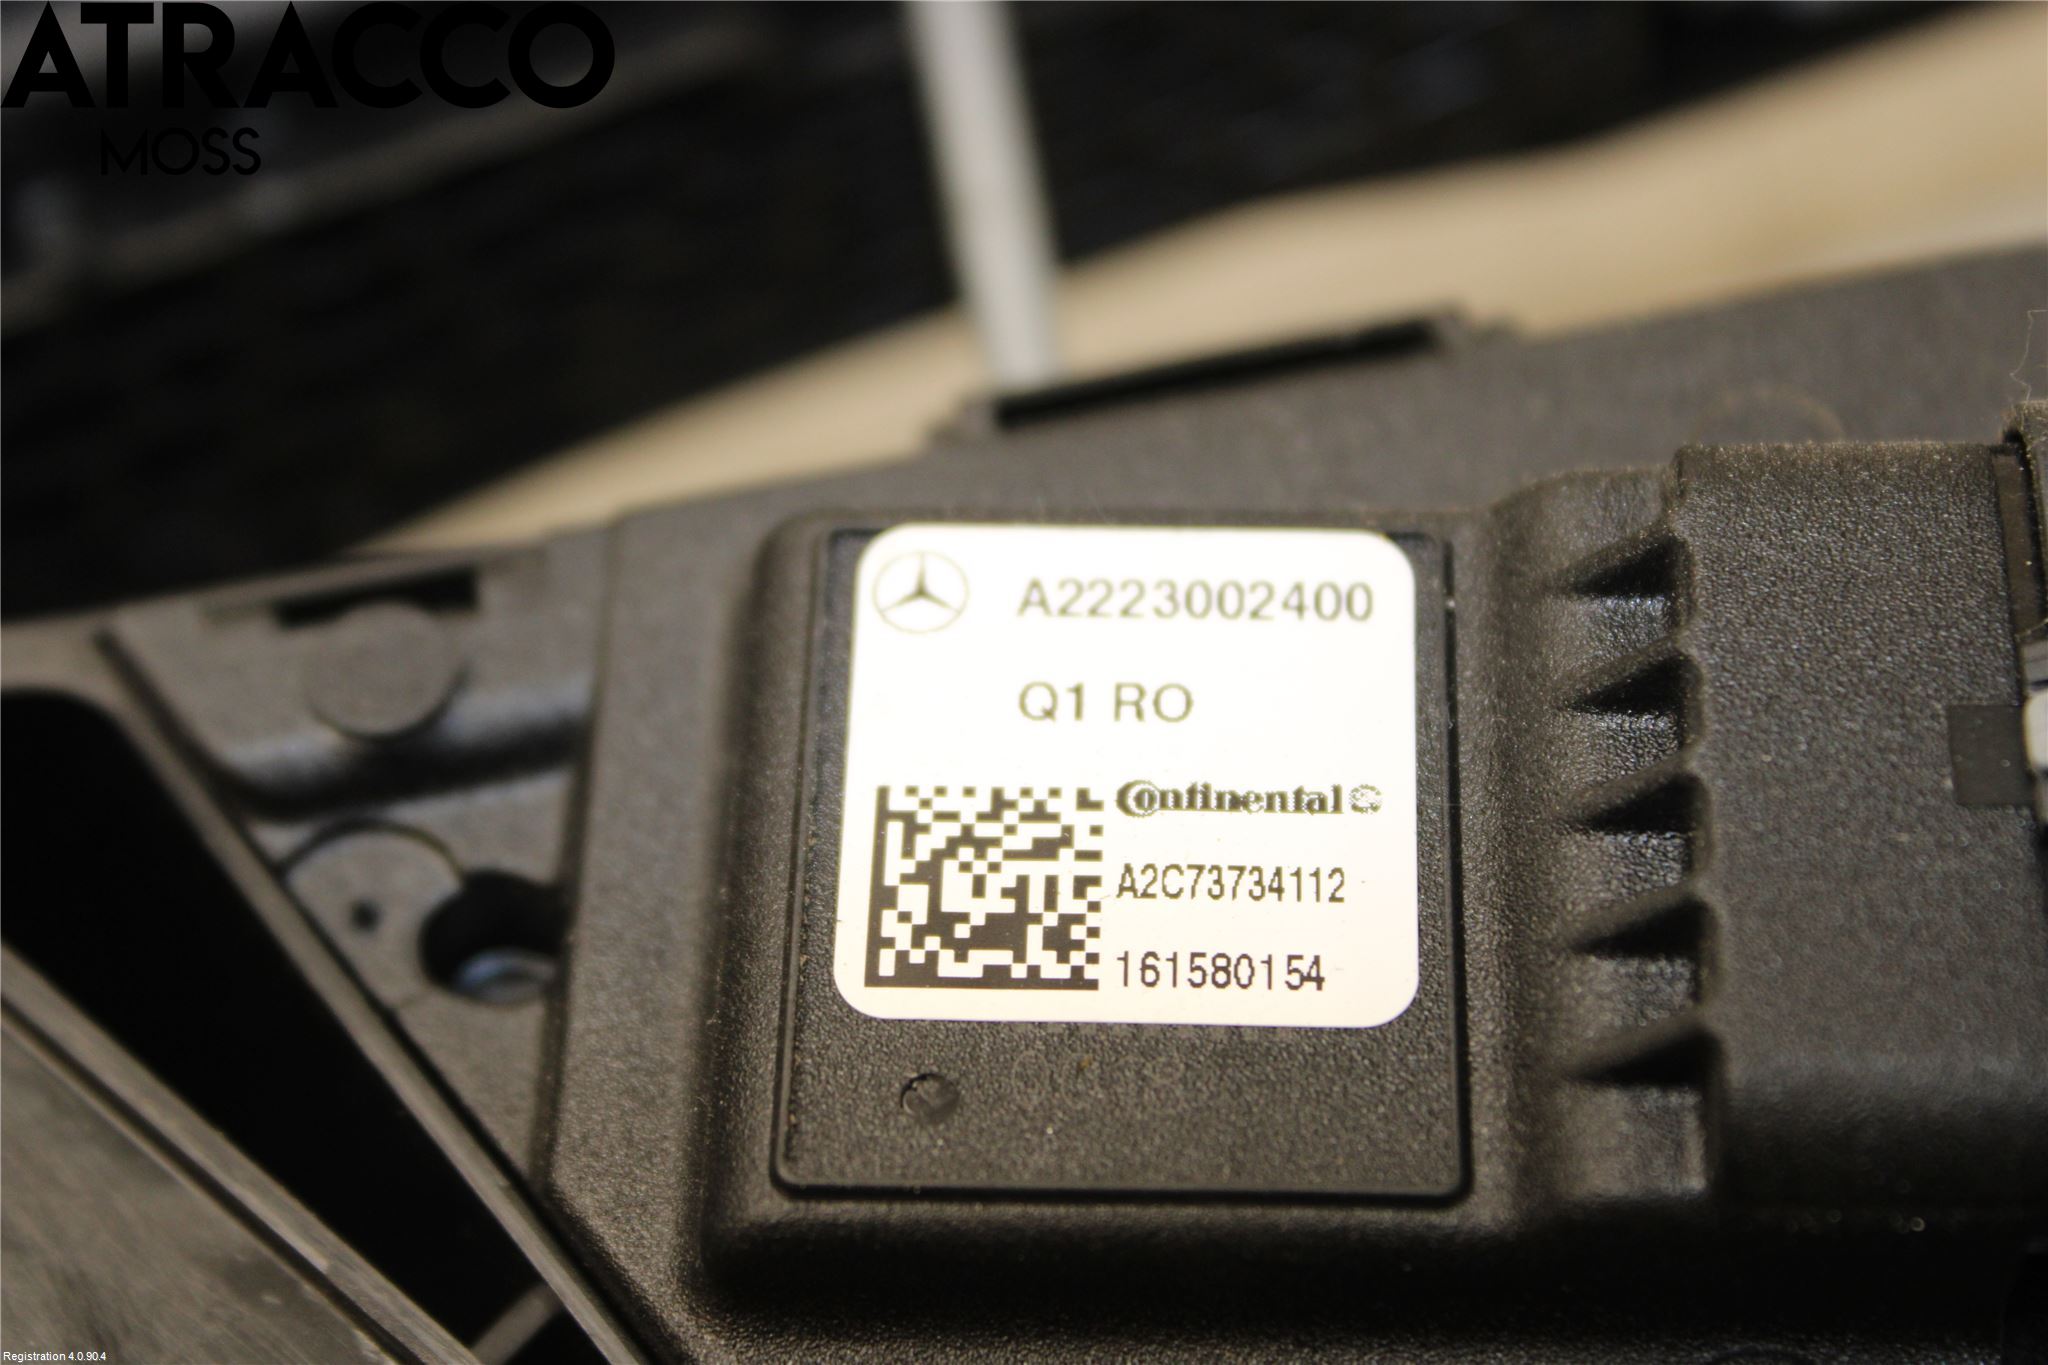 ATRACCO
MOSS
A2223002400
Q1 RO
Continental
A2C73734112
161580154
Registration 4.0.90.4